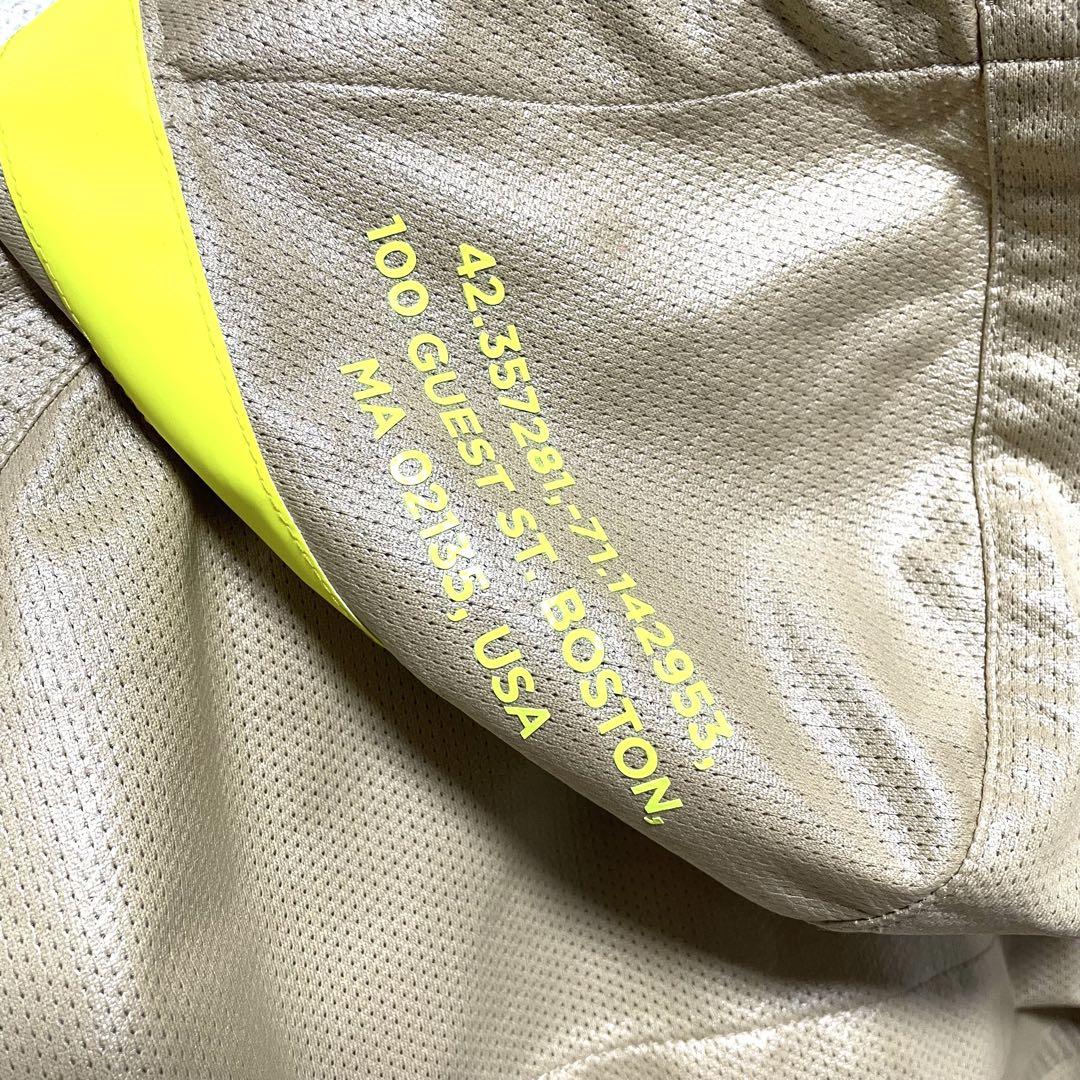 42.357281,-71.142953,
100 GUEST ST. BOSTON,
MA 02135, USA